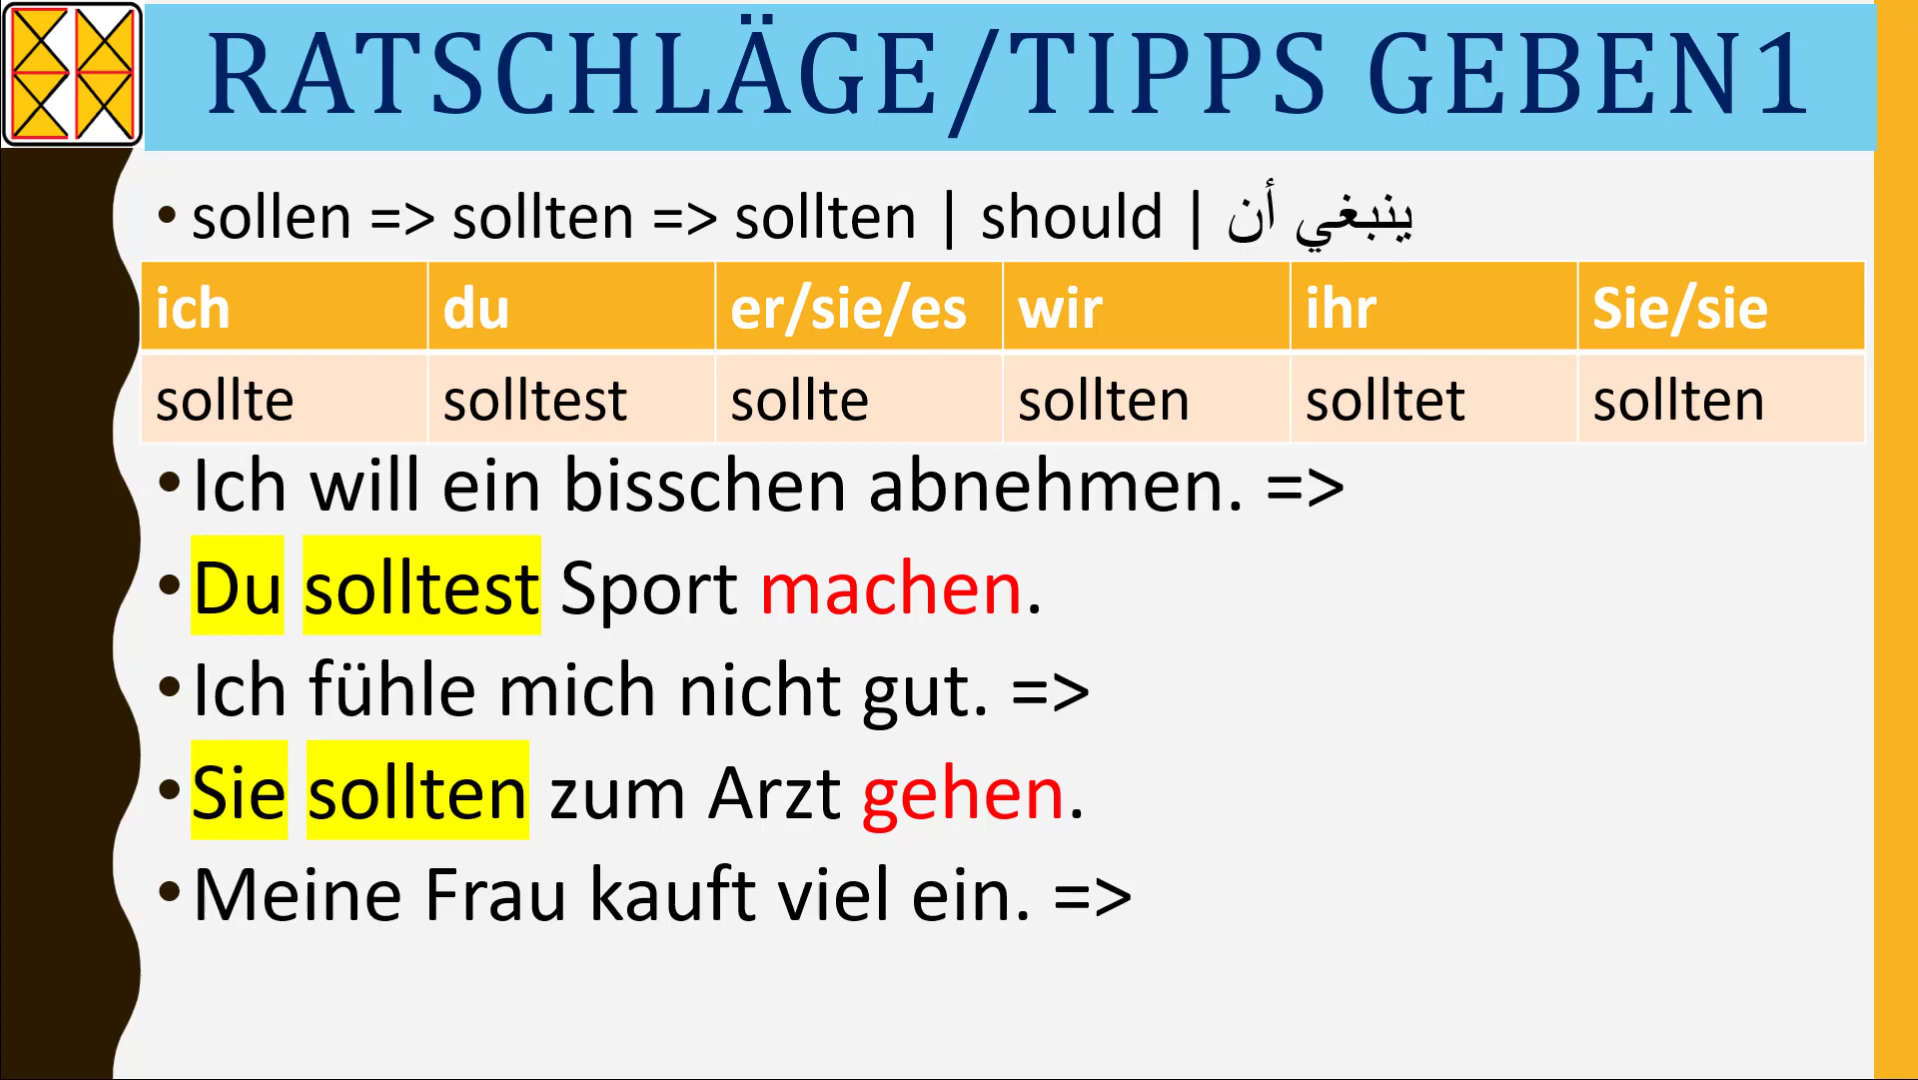 RATSCHLÄGE/TIPPS GEBEN1
• sollen => sollten => sollten | should | ينبغي أن
ich du er/sie/es wir ihr Sie/sie
sollte solltest sollte sollten solltet sollten
• Ich will ein bisschen abnehmen. =>
• Du solltest Sport machen.
• Ich fühle mich nicht gut. =>
• Sie sollten zum Arzt gehen.
• Meine Frau kauft viel ein. =>